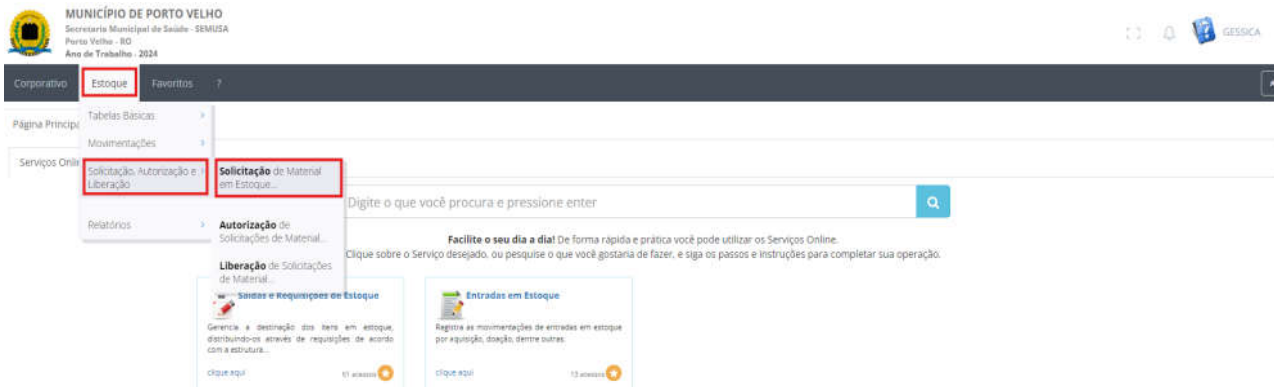 MUNICÍPIO DE PORTO VELHO
Secretaria Municipal de Saúde - SEMUSA
Porto Velho - RO
Ano de Trabalho - 2024
GESSICA
Corporativo
Estoque
Favoritos
?
Página Princip
Tabelas Básicas
Movimentações
Serviços Onli
Solicitação, Autorização e
Liberação
Solicitação de Material
em Estoque...
Relatórios
Autorização de
Solicitações de Material...
Liberação de Solicitações
de Material...
Digite o que você procura e pressione enter
Facilite o seu dia a dia! De forma rápida e prática você pode utilizar os Serviços Online.
Clique sobre o Serviço desejado, ou pesquise o que você gostaria de fazer, e siga os passos e instruções para completar sua operação.
Saídas e Requisições de Estoque
Gerencia a destinação dos itens em estoque,
distribuindo-os através de requisições de acordo
com a estrutura...
clique aqui
51 acessos
Entradas em Estoque
Registra as movimentações de entradas em estoque
por aquisição, doação, dentre outras.
clique aqui
13 acessos